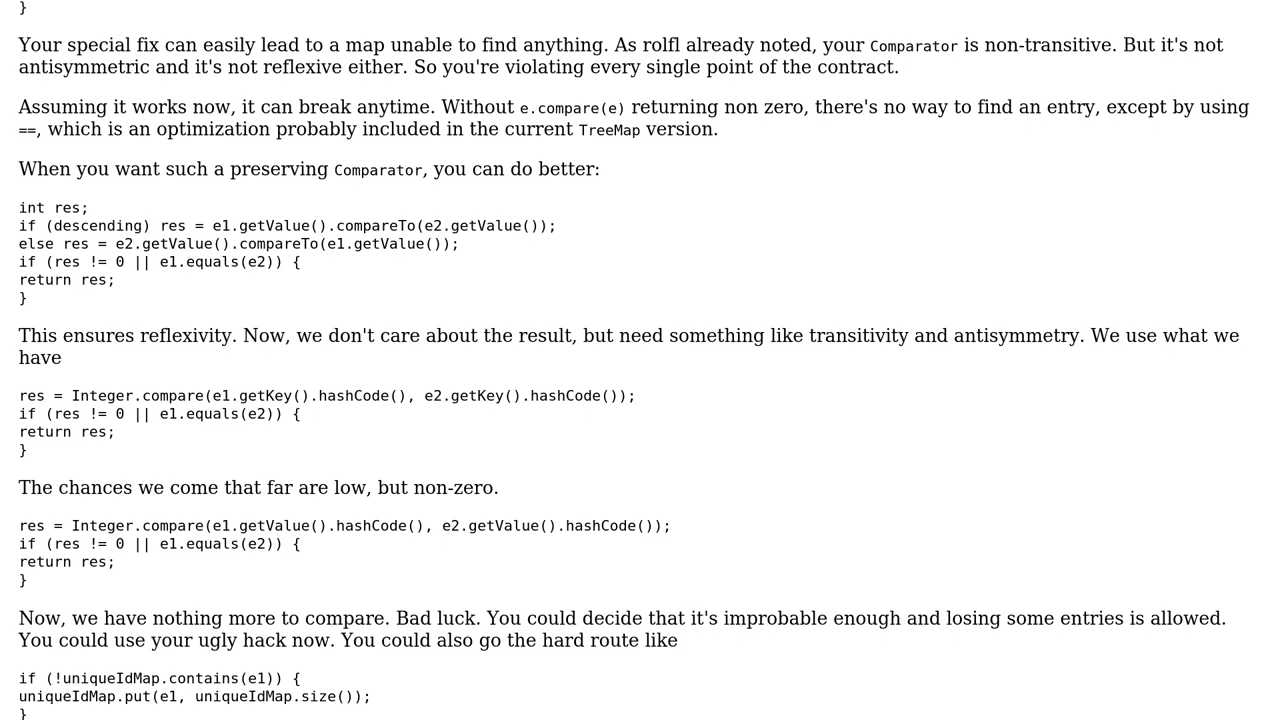 }
Your special fix can easily lead to a map unable to find anything. As rolfl already noted, your Comparator is non-transitive. But it's not
antisymmetric and it's not reflexive either. So you're violating every single point of the contract.
Assuming it works now, it can break anytime. Without e.compare(e) returning non zero, there's no way to find an entry, except by using
==, which is an optimization probably included in the current TreeMap version.
When you want such a preserving Comparator, you can do better:
int res;
if (descending) res = e1.getValue().compareTo(e2.getValue());
else res = e2.getValue().compareTo(e1.getValue());
if (res != 0 || e1.equals(e2)) {
return res;
}
This ensures reflexivity. Now, we don't care about the result, but need something like transitivity and antisymmetry. We use what we
have
res = Integer.compare(e1.getKey().hashCode(), e2.getKey().hashCode());
if (res != 0 || e1.equals(e2)) {
return res;
}
The chances we come that far are low, but non-zero.
res = Integer.compare(e1.getValue().hashCode(), e2.getValue().hashCode());
if (res != 0 || e1.equals(e2)) {
return res;
}
Now, we have nothing more to compare. Bad luck. You could decide that it's improbable enough and losing some entries is allowed.
You could use your ugly hack now. You could also go the hard route like
if (!uniqueIdMap.contains(e1)) {
uniqueIdMap.put(e1, uniqueIdMap.size());
}